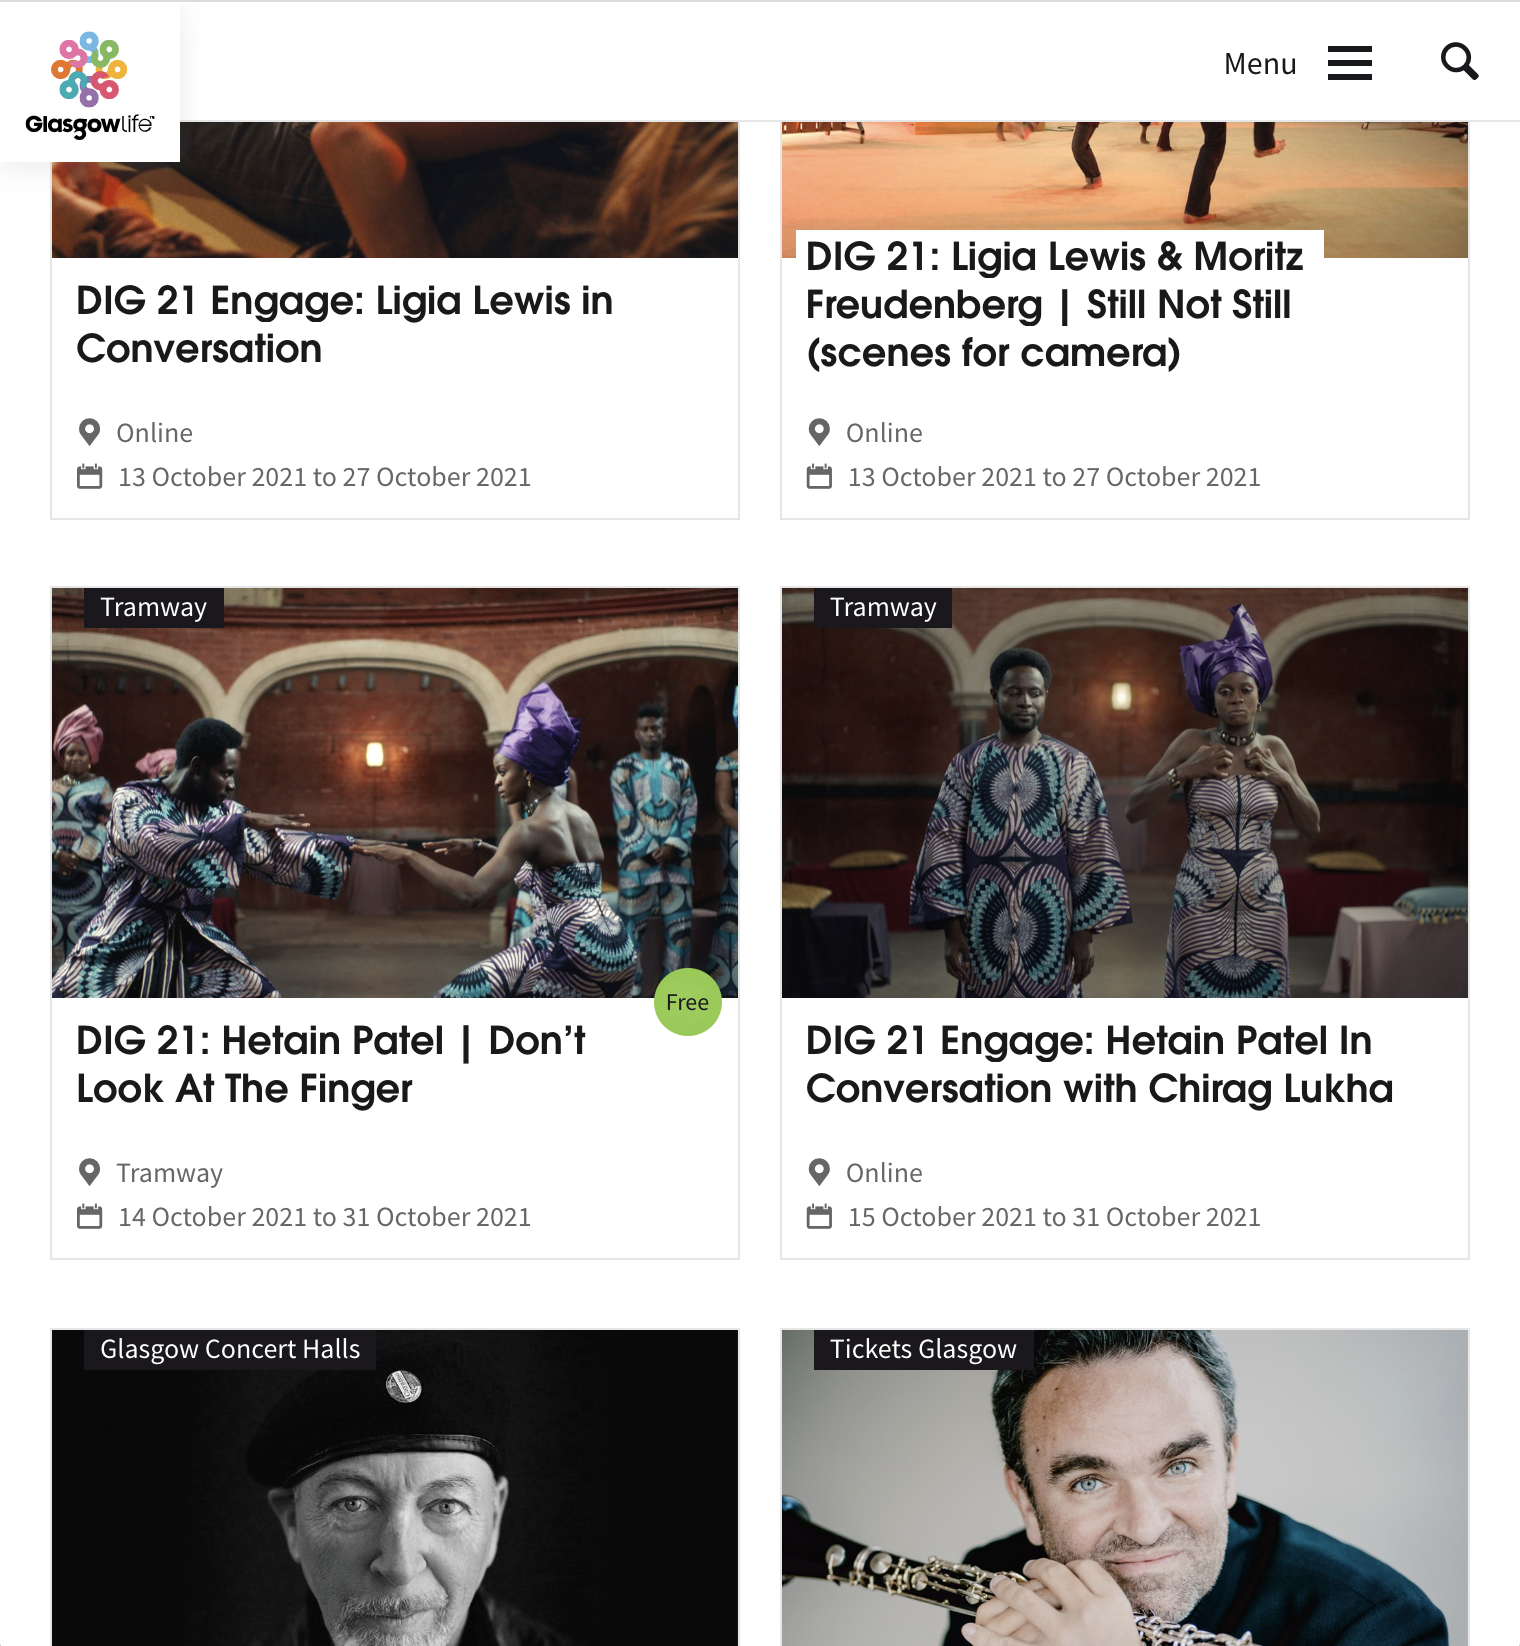 Glasgowlife
Menu
DIG 21 Engage: Ligia Lewis in
Conversation
Online
13 October 2021 to 27 October 2021
DIG 21: Ligia Lewis & Moritz
Freudenberg | Still Not Still
(scenes for camera)
Online
13 October 2021 to 27 October 2021
Tramway
Free
DIG 21: Hetain Patel | Don’t
Look At The Finger
Tramway
14 October 2021 to 31 October 2021
Tramway
DIG 21 Engage: Hetain Patel In
Conversation with Chirag Lukha
Online
15 October 2021 to 31 October 2021
Glasgow Concert Halls
Tickets Glasgow